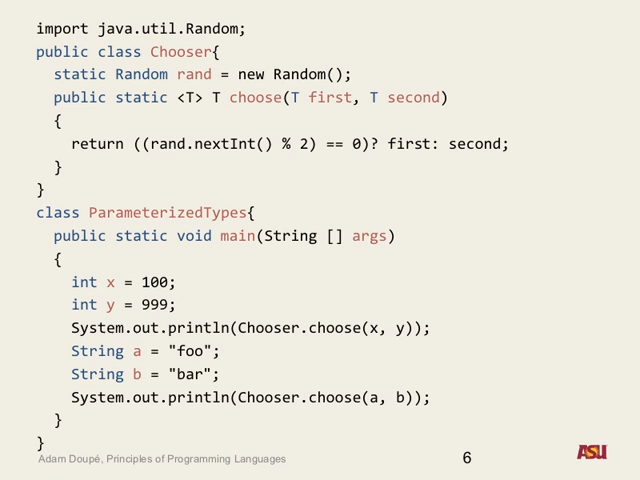 import java.util.Random;
public class Chooser{
  static Random rand = new Random();
  public static <T> T choose(T first, T second)
  {
    return ((rand.nextInt() % 2) == 0)? first: second;
  }
}
class ParameterizedTypes{
  public static void main(String [] args)
  {
    int x = 100;
    int y = 999;
    System.out.println(Chooser.choose(x, y));
    String a = "foo";
    String b = "bar";
    System.out.println(Chooser.choose(a, b));
  }
}
Adam Doupé, Principles of Programming Languages
6
ASU